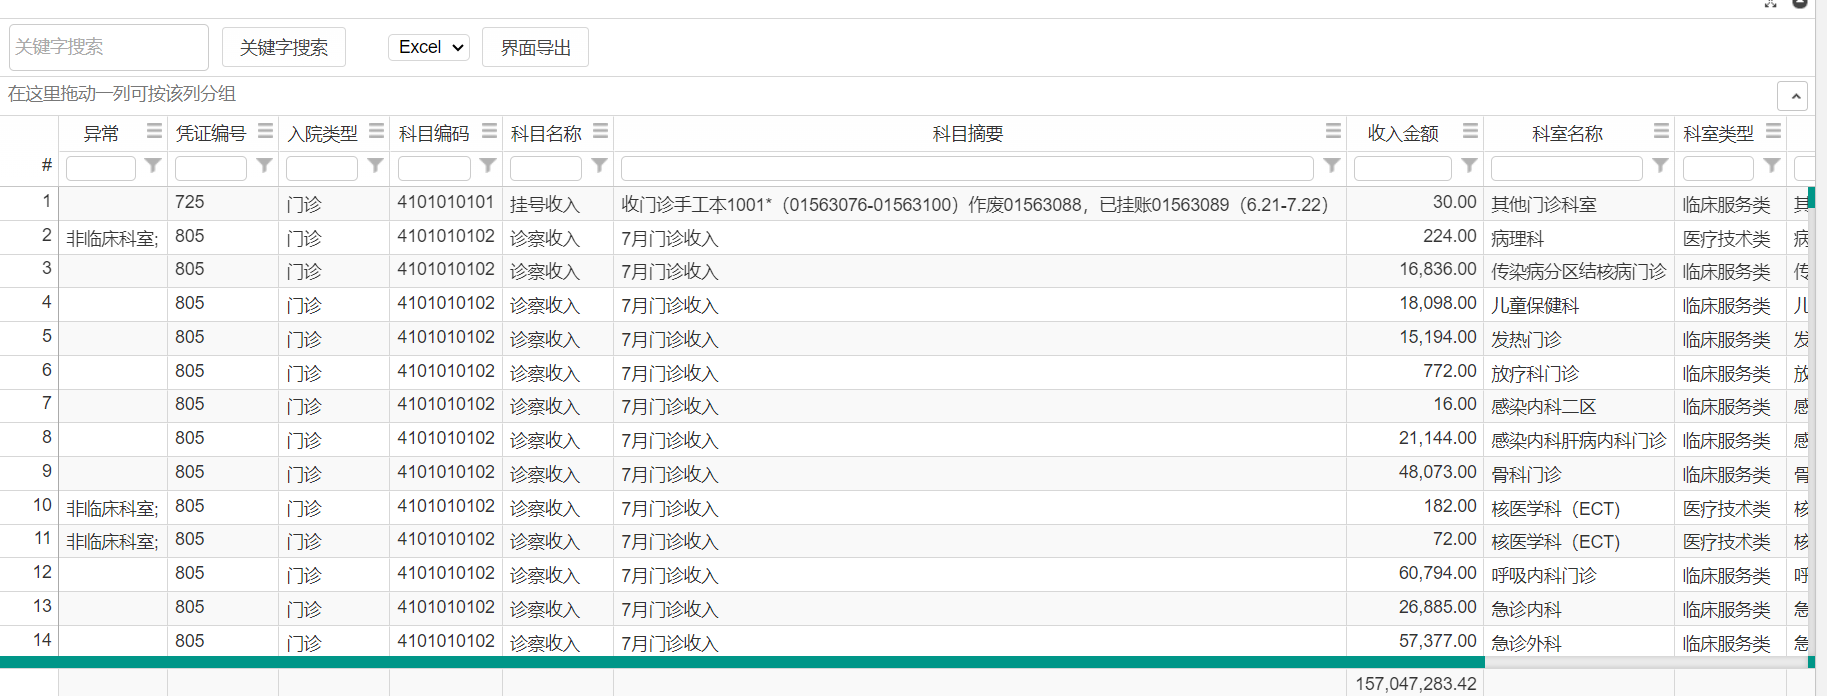 关键字搜索 关键字搜索 Excel 界面导出
在这里拖动一列可按该列分组
异常 凭证编号 入院类型 科目编码 科目名称 科目摘要 收入金额 科室名称 科室类型
#
1 725 门诊 4101010101 挂号收入 收门诊手工本1001*（01563076-01563100）作废01563088，已挂账01563089（6.21-7.22） 30.00 其他门诊科室 临床服务类 其
2 非临床科室; 805 门诊 4101010102 诊察收入 7月门诊收入 224.00 病理科 医疗技术类 病
3 805 门诊 4101010102 诊察收入 7月门诊收入 16,836.00 传染病分区结核病门诊 临床服务类 传
4 805 门诊 4101010102 诊察收入 7月门诊收入 18,098.00 儿童保健科 临床服务类 儿
5 805 门诊 4101010102 诊察收入 7月门诊收入 15,194.00 发热门诊 临床服务类 发
6 805 门诊 4101010102 诊察收入 7月门诊收入 772.00 放疗科门诊 临床服务类 放
7 805 门诊 4101010102 诊察收入 7月门诊收入 16.00 感染内科二区 临床服务类 感
8 805 门诊 4101010102 诊察收入 7月门诊收入 21,144.00 感染内科肝病内科门诊 临床服务类 感
9 805 门诊 4101010102 诊察收入 7月门诊收入 48,073.00 骨科门诊 临床服务类 骨
10 非临床科室; 805 门诊 4101010102 诊察收入 7月门诊收入 182.00 核医学科（ECT） 医疗技术类 核
11 非临床科室; 805 门诊 4101010102 诊察收入 7月门诊收入 72.00 核医学科（ECT） 医疗技术类 核
12 805 门诊 4101010102 诊察收入 7月门诊收入 60,794.00 呼吸内科门诊 临床服务类 呼
13 805 门诊 4101010102 诊察收入 7月门诊收入 26,885.00 急诊内科 临床服务类 急
14 805 门诊 4101010102 诊察收入 7月门诊收入 57,377.00 急诊外科 临床服务类 急
157,047,283.42